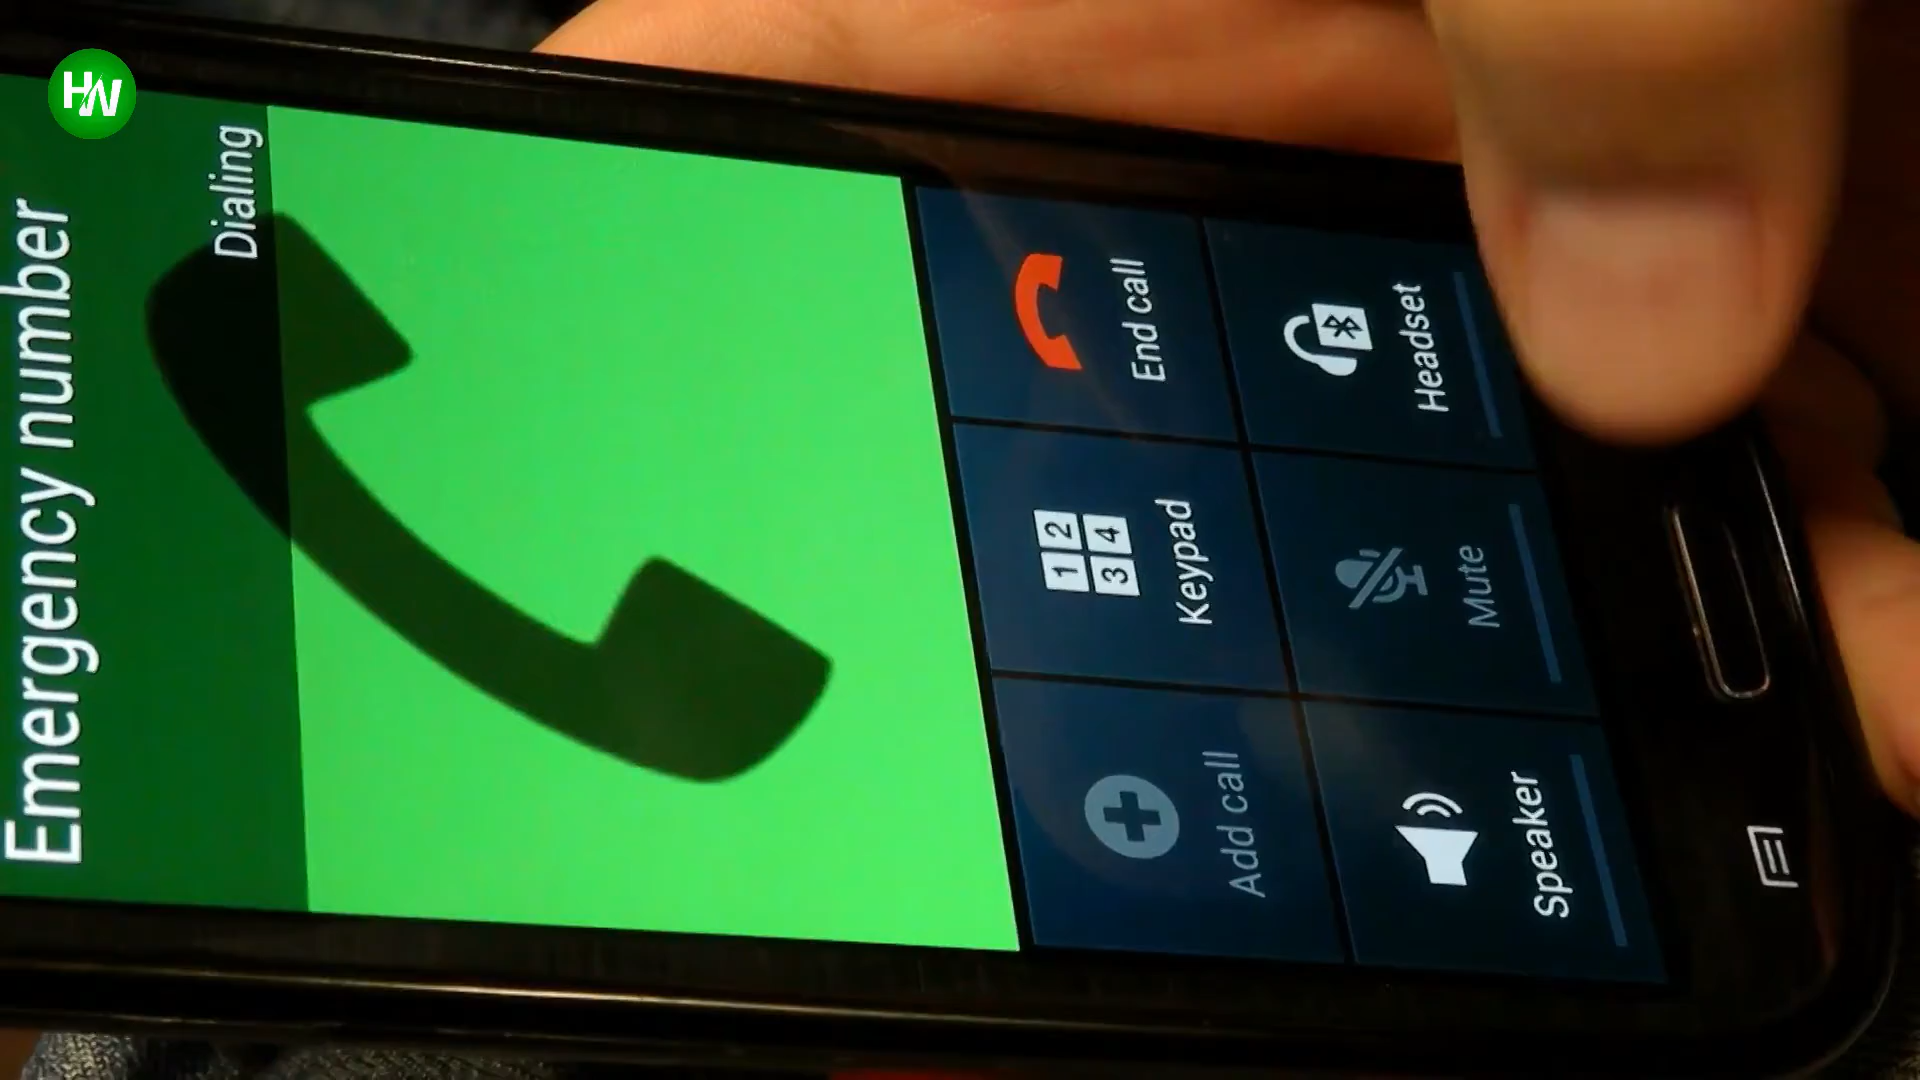 HW
Emergency number
Dialing
Add call
Keypad
1 2
3 4
End call
Speaker
Mute
Headset